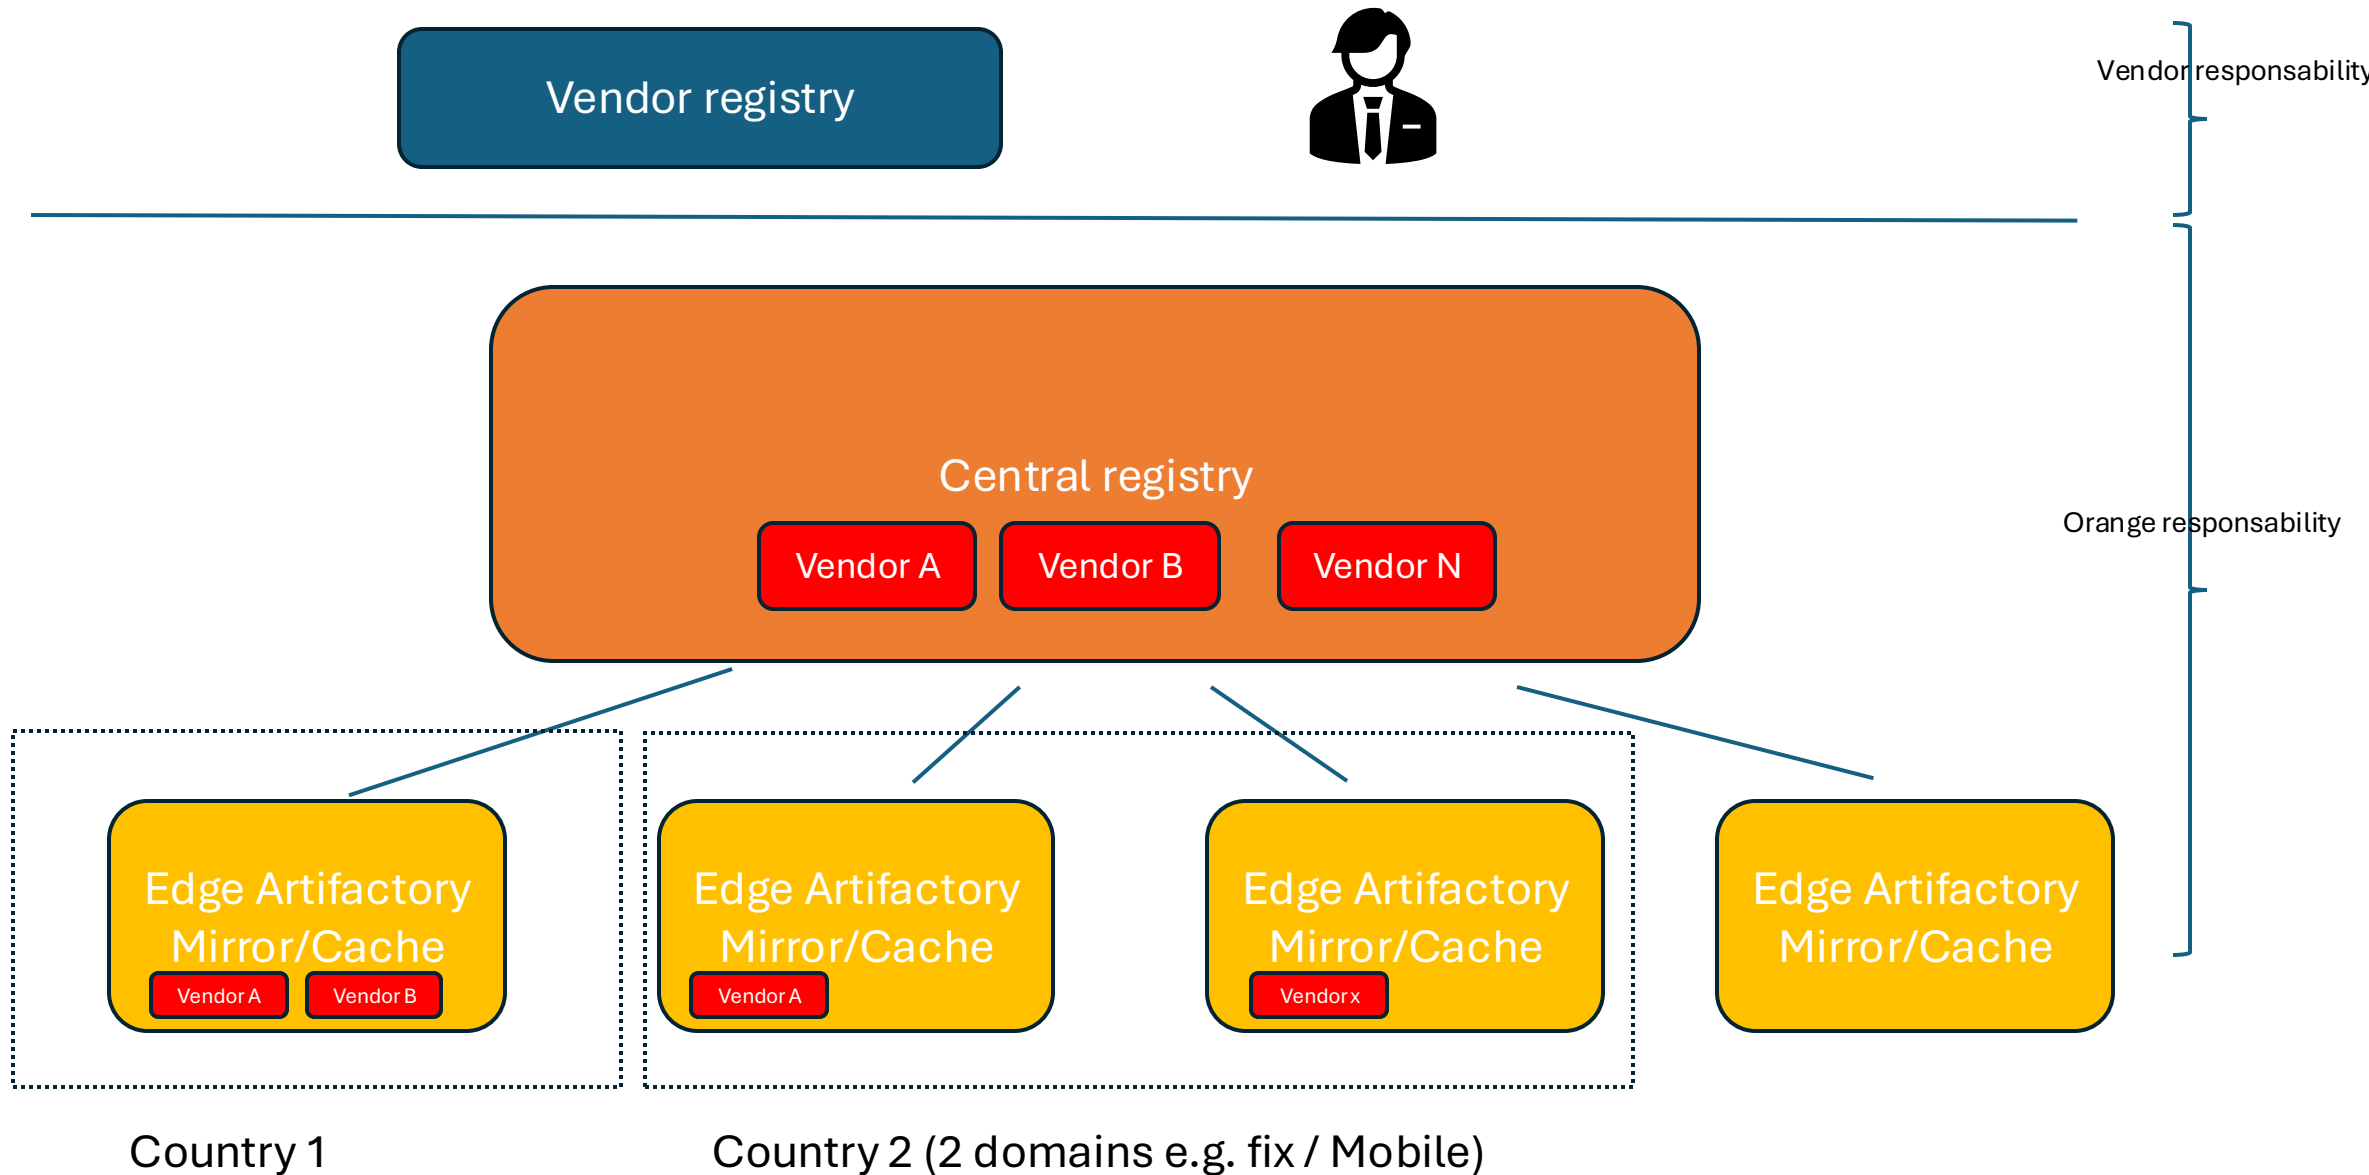 Vendor registry
Vendor responsability
Central registry
Vendor A
Vendor B
Vendor N
Orange responsability
Edge Artifactory
Mirror/Cache
Vendor A
Vendor B
Edge Artifactory
Mirror/Cache
Vendor A
Edge Artifactory
Mirror/Cache
Vendor x
Edge Artifactory
Mirror/Cache
Country 1
Country 2 (2 domains e.g. fix / Mobile)